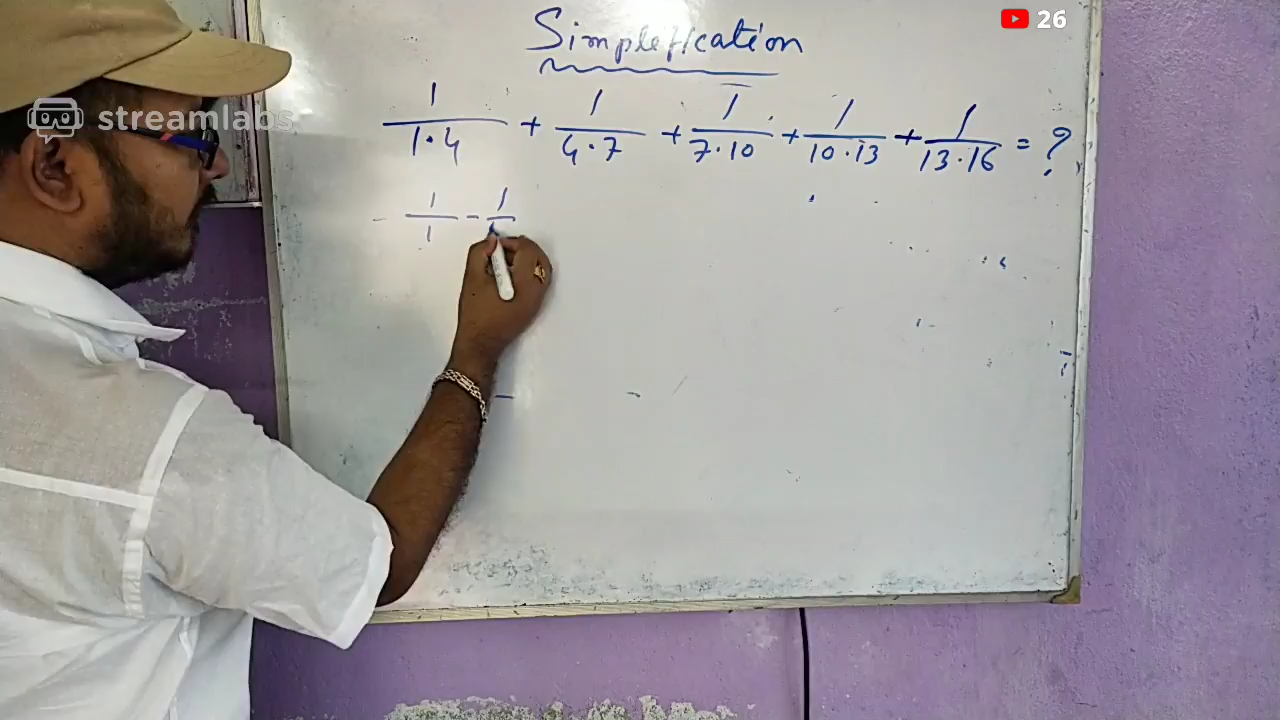 26
streamlabs
Simplification
1/1·4 + 1/4·7 + 1/7·10 + 1/10·13 + 1/13·16 = ?
- 1/1 - 1/